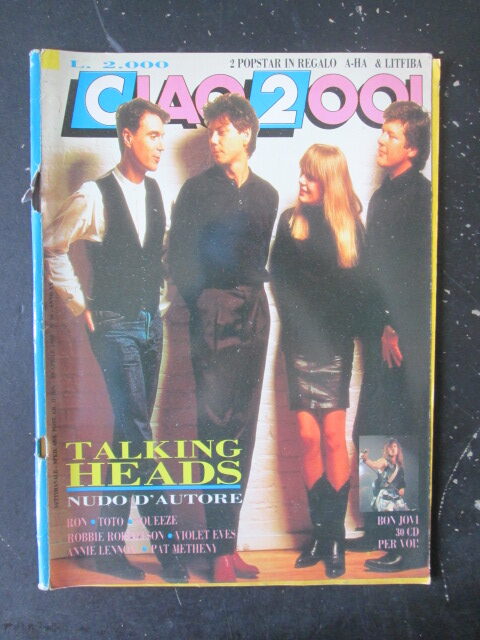 L. 2.000
2 POPSTAR IN REGALO A-HA & LITFIBA
CIAO 2001
TALKING
HEADS
NUDO D'AUTORE
RON • TOTO • SQUEEZE
ROBBIE ROBERTSON • VIOLET EVES
ANNIE LENNOX • PAT METHENY
BON JOVI
30 CD
PER VOI!